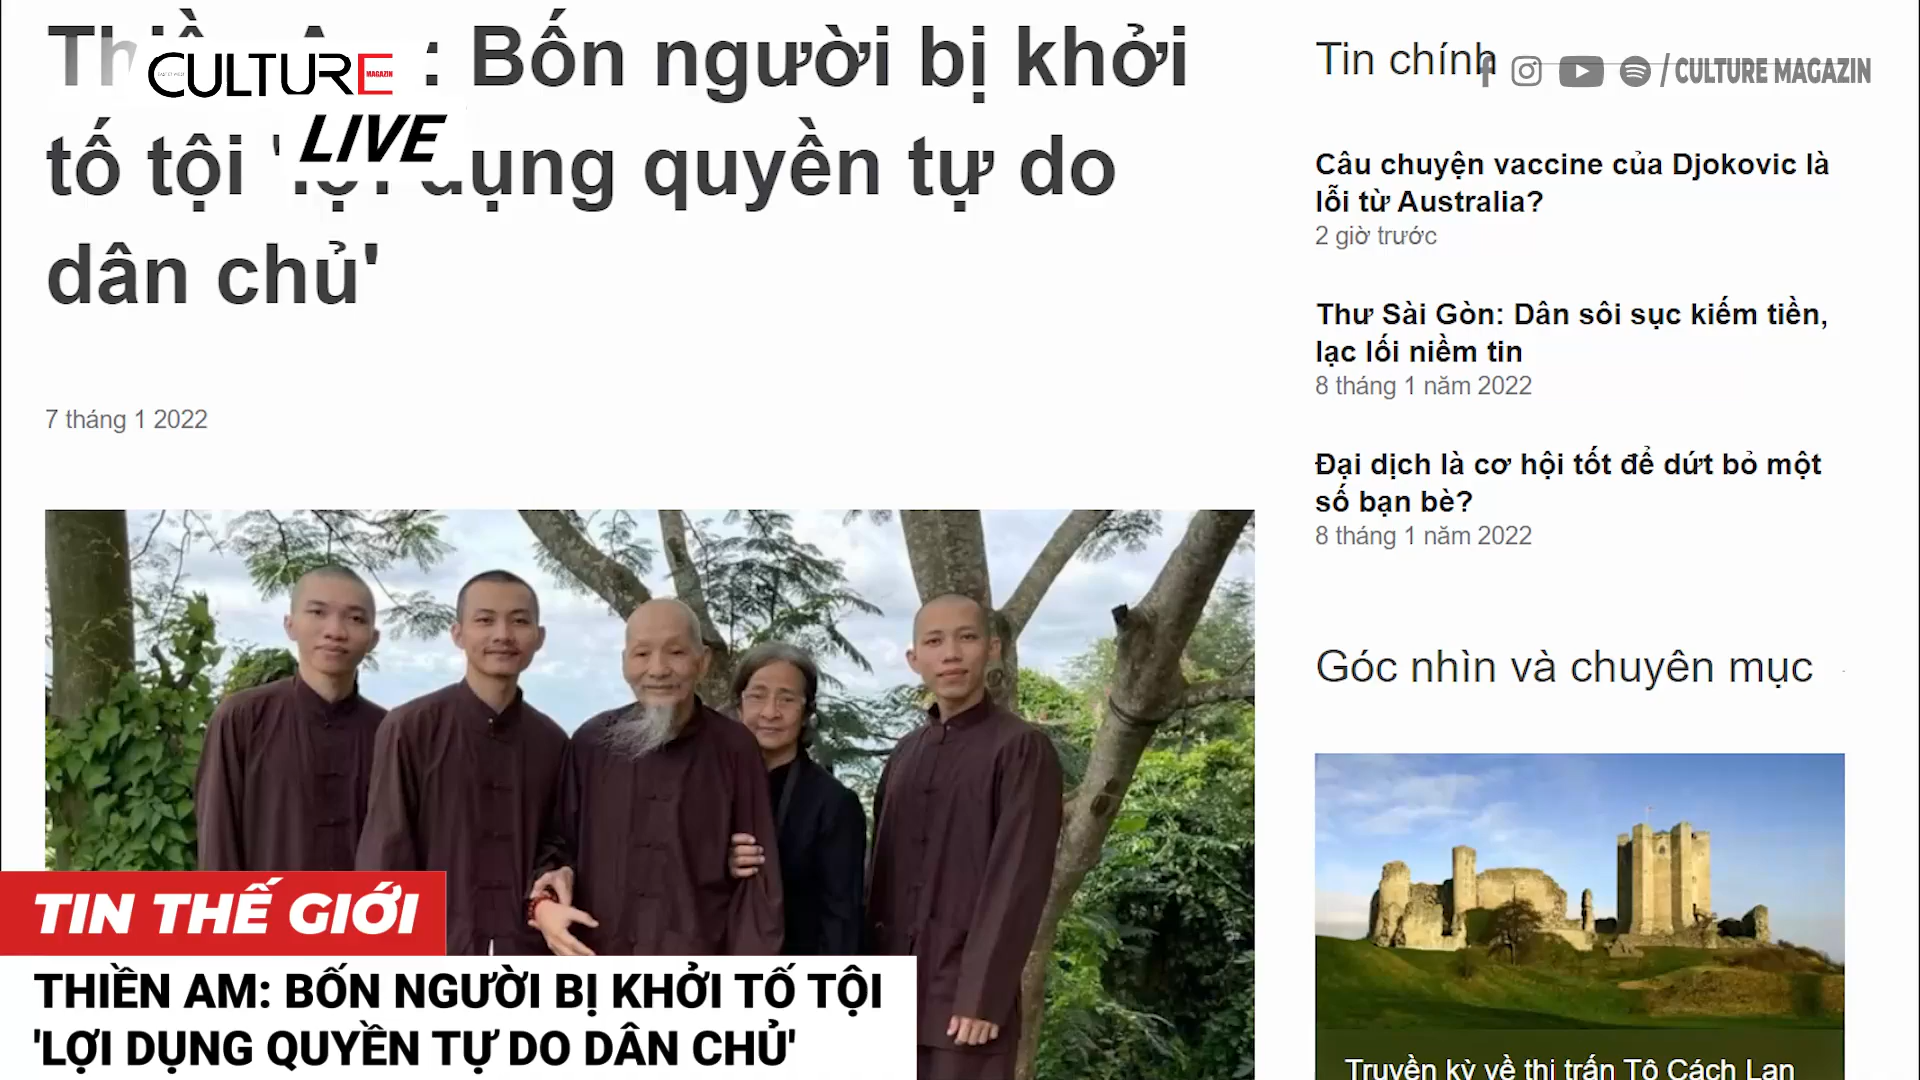 : Bốn người bị khởi
tố tội dụng quyền tự do
dân chủ'
7 tháng 1 2022
CULTURE
MAGAZIN
LIVE
Tin chính
/ CULTURE MAGAZIN
Câu chuyện vaccine của Djokovic là
lỗi từ Australia?
2 giờ trước
Thư Sài Gòn: Dân sôi sục kiếm tiền,
lạc lối niềm tin
8 tháng 1 năm 2022
Đại dịch là cơ hội tốt để dứt bỏ một
số bạn bè?
8 tháng 1 năm 2022
Góc nhìn và chuyên mục
Truyền kỳ về thị trấn Tô Cách Lan
TIN THẾ GIỚI
THIỀN AM: BỐN NGƯỜI BỊ KHỞI TỐ TỘI
'LỢI DỤNG QUYỀN TỰ DO DÂN CHỦ'